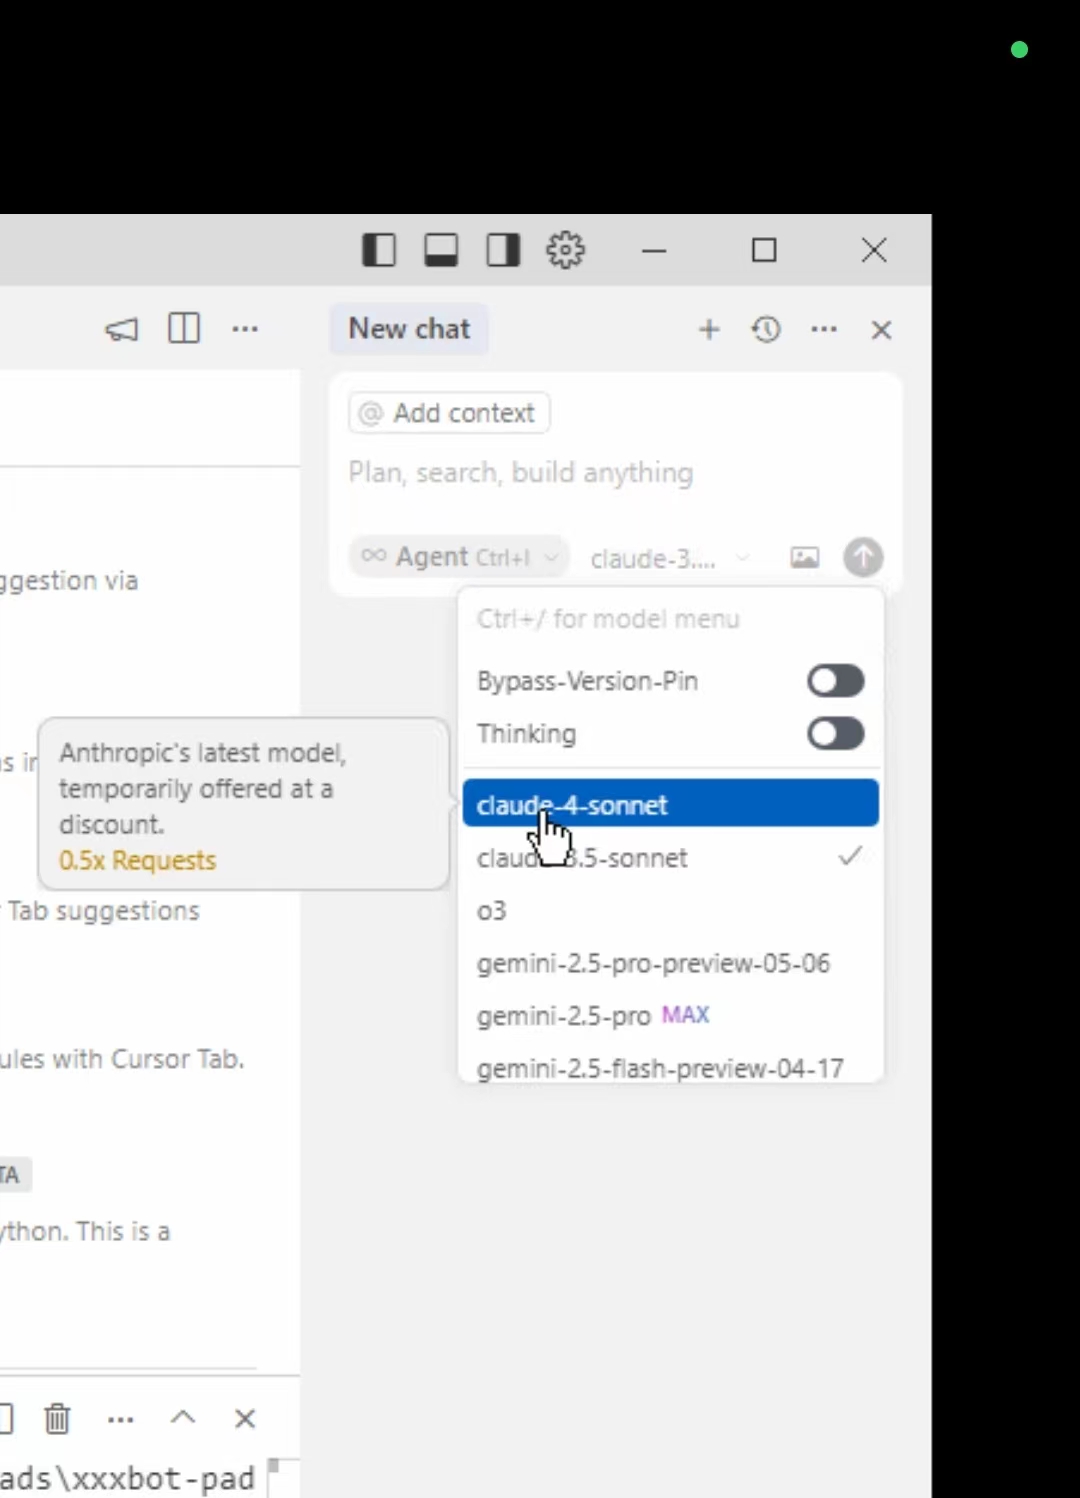 New chat
@ Add context
Plan, search, build anything
Agent Ctrl+I
claude-3....
Ctrl+/ for model menu
Bypass-Version-Pin
Thinking
Anthropic's latest model,
temporarily offered at a
discount.
0.5x Requests
claude-4-sonnet
3.5-sonnet
o3
gemini-2.5-pro-preview-05-06
gemini-2.5-pro MAX
gemini-2.5-flash-preview-04-17
ggestion via
Tab suggestions
ules with Cursor Tab.
TA
ython. This is a
ads\xxxbot-pad